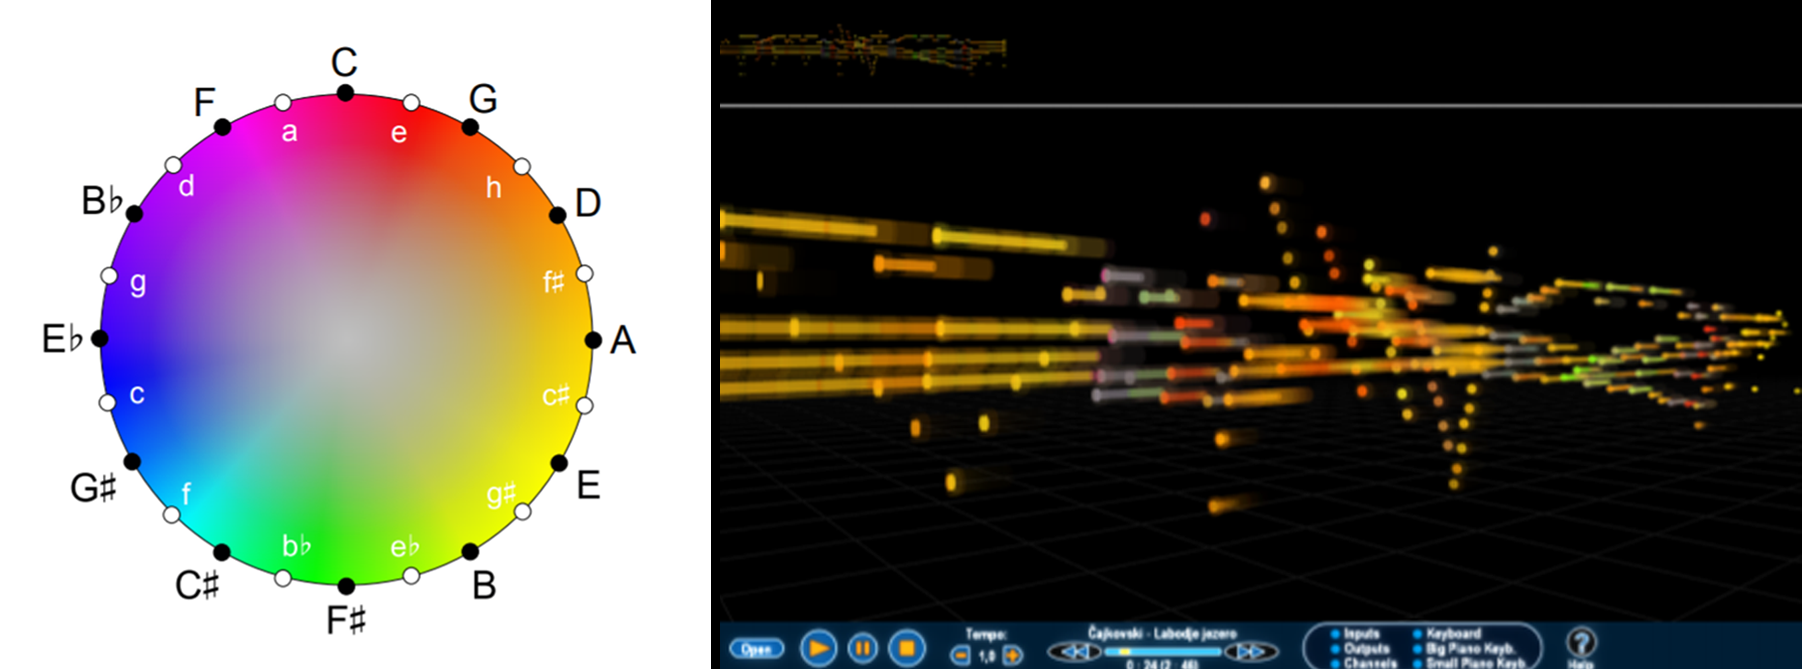 C
F
G
a
e
d
h
B♭
D
g
f♯
E♭
A
c
c♯
G♯
f
g♯
E
b♭
e♭
C♯
B
F♯
Open
Tempo:
1,0
Čajkovski - Labodje jezero
0 : 24 (2 : 46)
Inputs
Outputs
Channels
Keyboard
Big Piano Keyb.
Small Piano Keyb.
?
Help